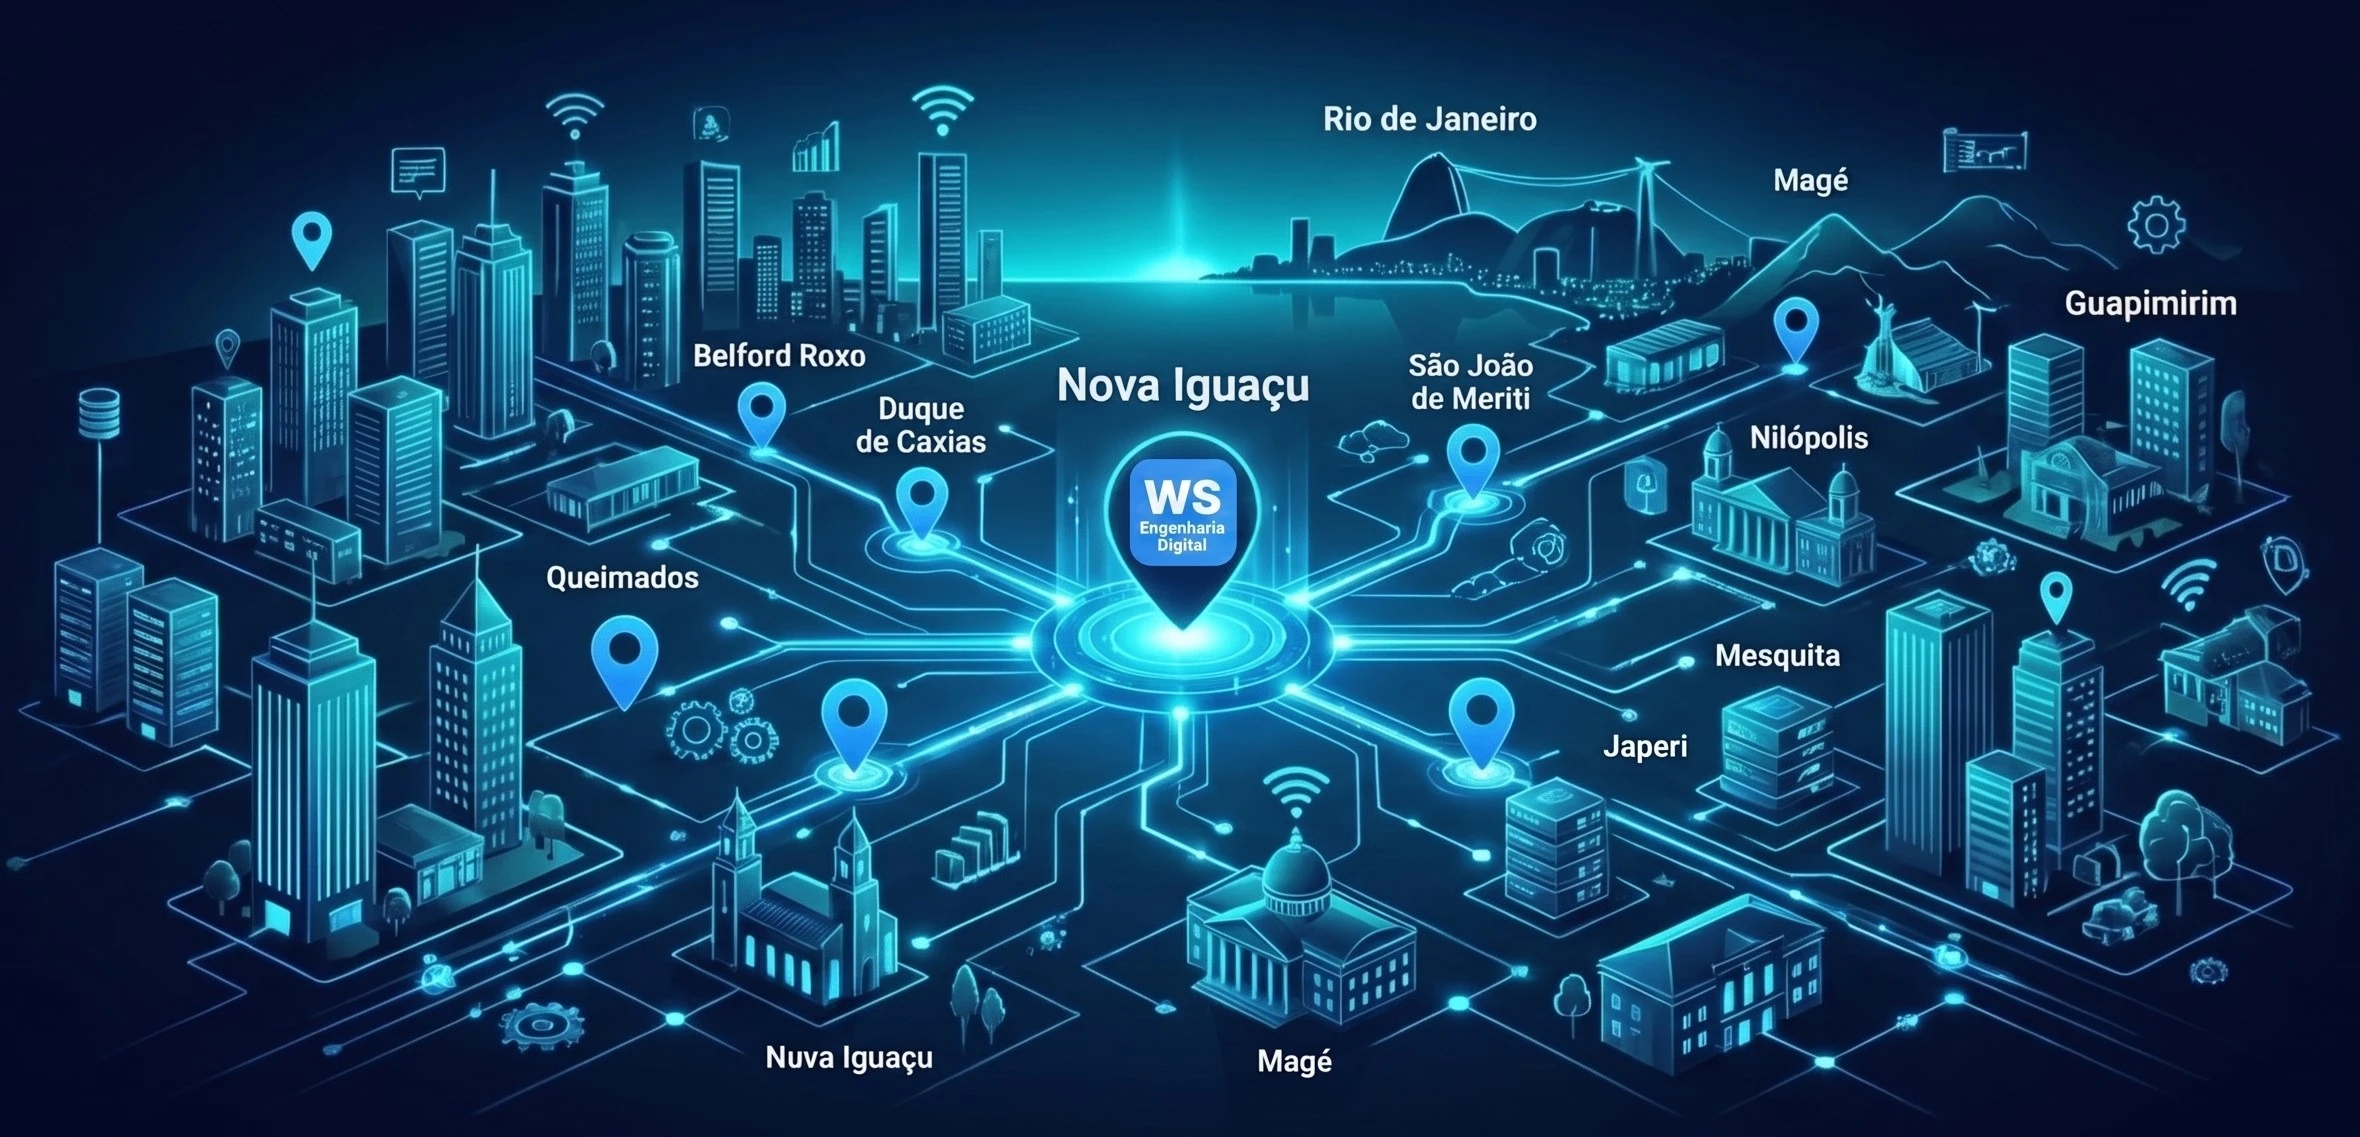 Rio de Janeiro
Magé
Guapimirim
Belford Roxo
Duque
de Caxias
Nova Iguaçu
São João
de Meriti
Nilópolis
WS
Engenharia
Digital
Queimados
Mesquita
Japeri
Nuva Iguaçu
Magé